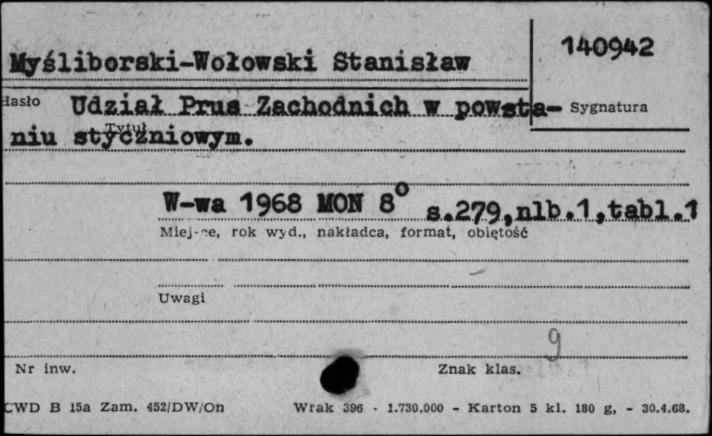 140942
Myśliborski-Wołowski Stanisław
Hasło Udział Prus Zachodnich w powsta- Sygnatura
niu styczniowym.
Tytuł
W-wa 1968 MON 8° s.279,nlb.1,tabl.1
Miejsce, rok wyd., nakładca, format, obiętość
Uwagi
9
Nr inw. Znak klas.
CWD B 15a Zam. 452/DW/On Wrak 396 - 1.730.000 - Karton 5 kl. 180 g, - 30.4.68.